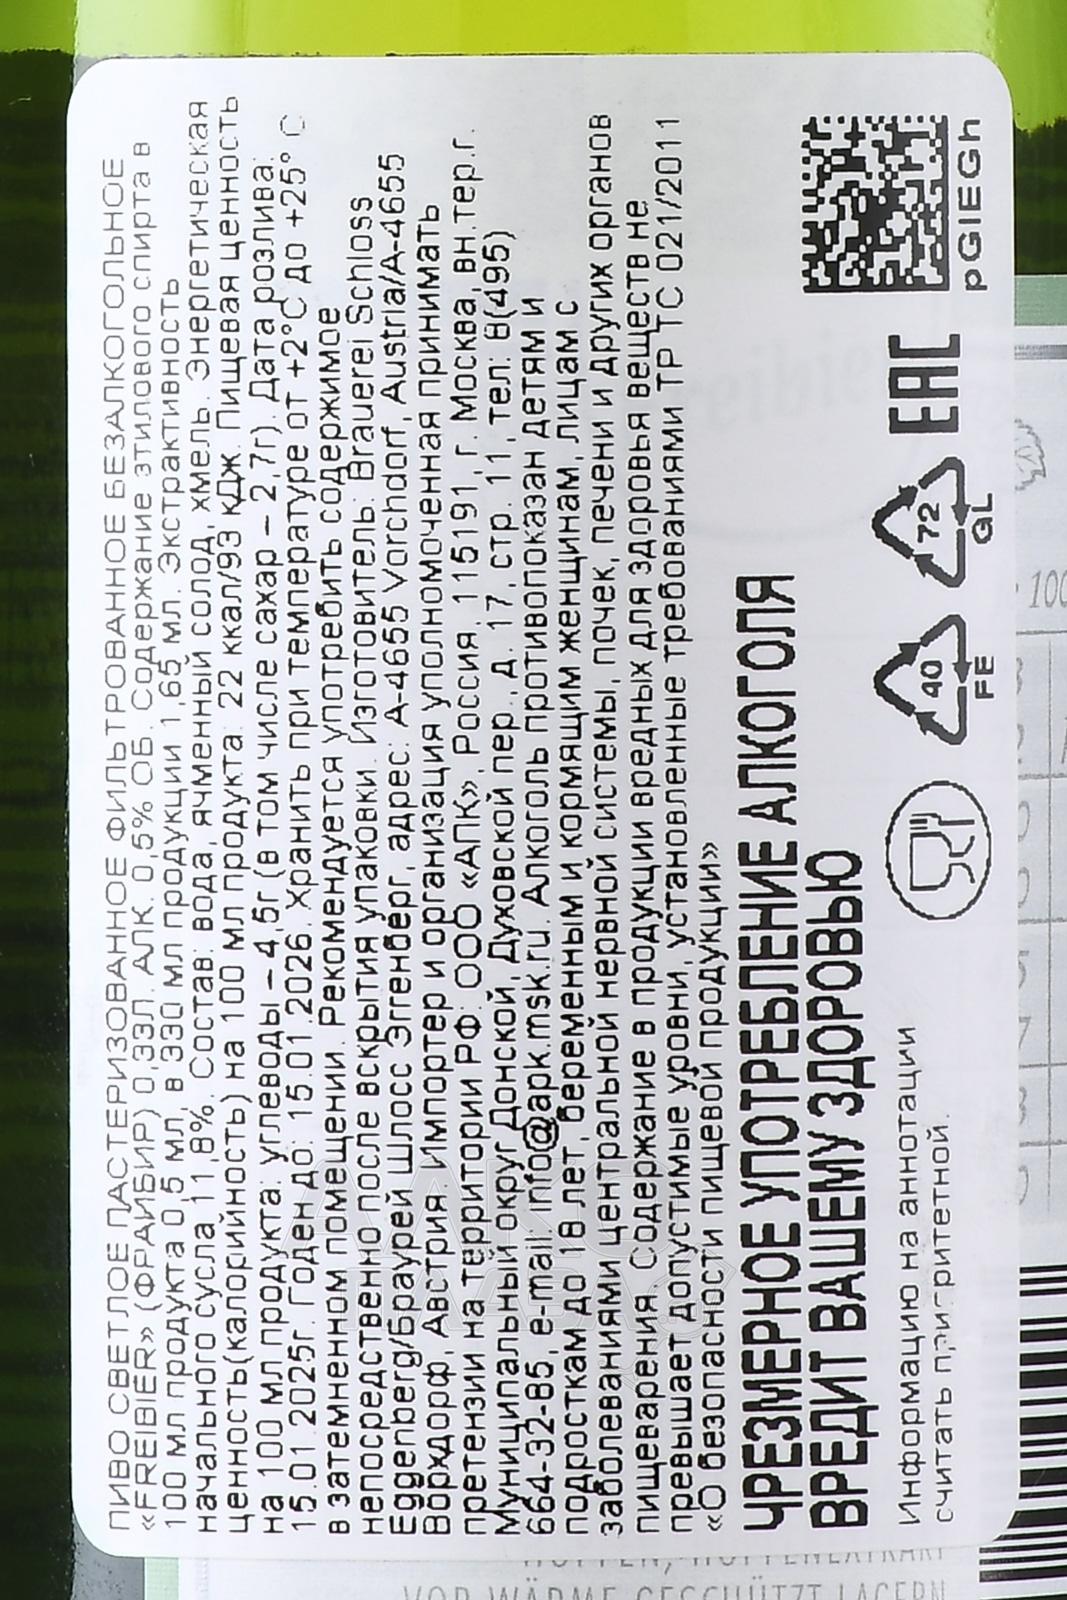 ПИВО СВЕТЛОЕ ПАСТЕРИЗОВАННОЕ ФИЛЬТРОВАННОЕ БЕЗАЛКОГОЛЬНОЕ
«FREIBIER» (ФРАЙБИР) 0,33л. АЛК. 0,5% ОБ. Содержание этилового спирта в
100 мл продукта 0,5 мл, в 330 мл продукции 1,65 мл. Экстрактивность
начального сусла 11,8%. Состав: вода, ячменный солод, хмель. Энергетическая
ценность(калорийность) на 100 мл продукта: 22 ккал/93 кДж. Пищевая ценность
на 100 мл продукта: углеводы – 4,5г (в том числе сахар – 2,7г). Дата розлива:
15.01.2025г. Годен до: 15.01.2026. Хранить при температуре от +2°С до +25° С
в затемненном помещении. Рекомендуется употребить содержимое
непосредственно после вскрытия упаковки. Изготовитель: Brauerei Schloss
Eggenberg/Браурей Шлосс Эггенберг, адрес: A-4655 Vorchdorf, Austria/А-4655
Ворхдорф, Австрия. Импортер и организация уполномоченная принимать
претензии на территории РФ: ООО «АПК», Россия, 115191, г. Москва, вн.тер.г.
Муниципальный округ Донской, Духовской пер., д. 17, стр. 11, тел. 8(495)
664-32-85, e-mail: info@apk.msk.ru. Алкоголь противопоказан детям и
подросткам до 18 лет, беременным и кормящим женщинам, лицам с
заболеваниями центральной нервной системы, почек, печени и других органов
пищеварения. Содержание в продукции вредных для здоровья веществ не
превышает допустимые уровни, установленные требованиями ТР ТС 021/2011
«О безопасности пищевой продукции»
ЧРЕЗМЕРНОЕ УПОТРЕБЛЕНИЕ АЛКОГОЛЯ
ВРЕДИТ ВАШЕМУ ЗДОРОВЬЮ
Информацию на аннотации
считать приоритетной.
40
FE
72
GL
EAC
pGIEGh
VOR WÄRME GESCHÜTZT LAGERN
100